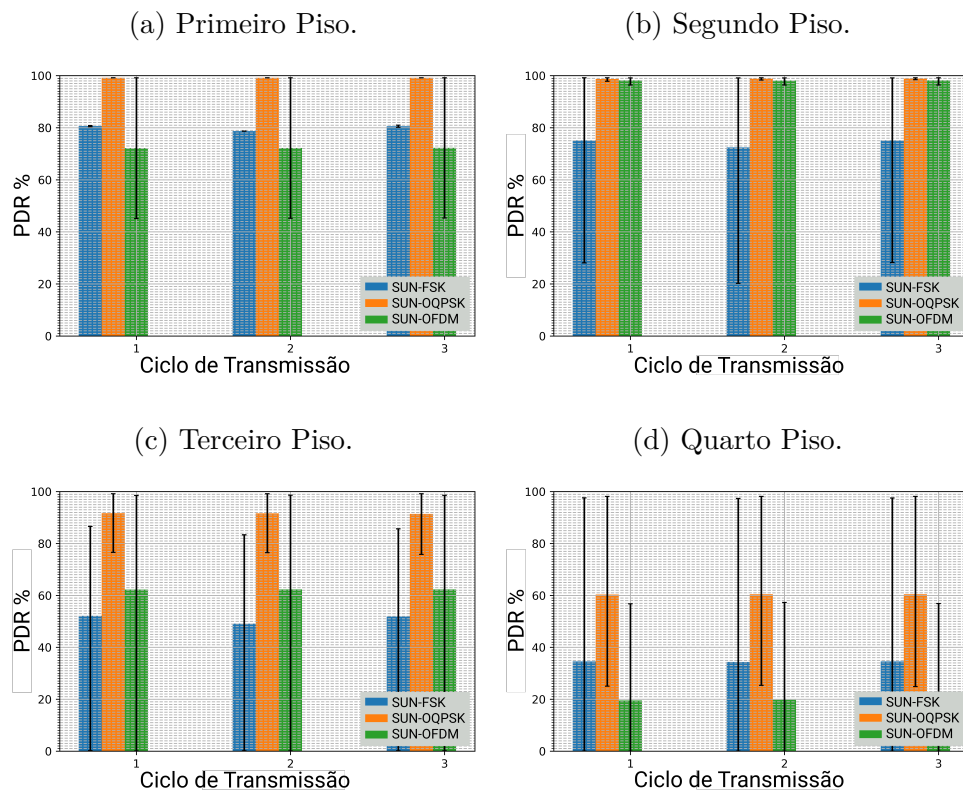 (a) Primeiro Piso.
100
80
60
40
20
0
PDR %
SUN-FSK
SUN-OQPSK
SUN-OFDM
1
2
3
Ciclo de Transmissão
(b) Segundo Piso.
100
80
60
40
20
0
PDR %
SUN-FSK
SUN-OQPSK
SUN-OFDM
1
2
3
Ciclo de Transmissão
(c) Terceiro Piso.
100
80
60
40
20
0
PDR %
SUN-FSK
SUN-OQPSK
SUN-OFDM
1
2
3
Ciclo de Transmissão
(d) Quarto Piso.
100
80
60
40
20
0
PDR %
SUN-FSK
SUN-OQPSK
SUN-OFDM
1
2
3
Ciclo de Transmissão